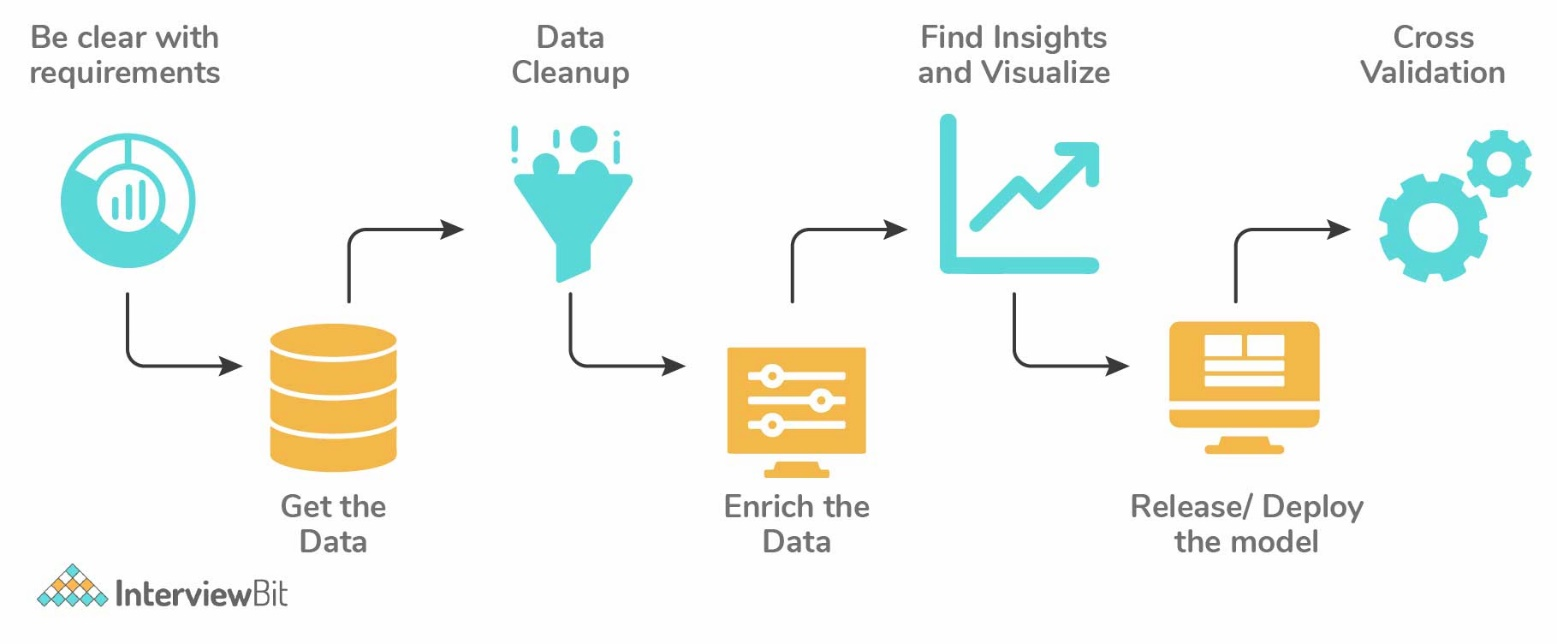 Be clear with
requirements
Get the
Data
Data
Cleanup
Enrich the
Data
Find Insights
and Visualize
Release/ Deploy
the model
Cross
Validation
InterviewBit